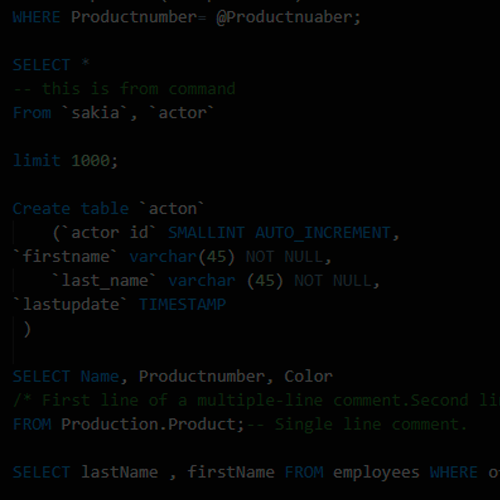 WHERE Productnumber= @Productnuaber;
SELECT *
-- this is from command
From `sakia`, `actor`
limit 1000;
Create table `acton`
(`actor id` SMALLINT AUTO_INCREMENT,
`firstname` varchar(45) NOT NULL,
`last_name` varchar (45) NOT NULL,
`lastupdate` TIMESTAMP
)
SELECT Name, Productnumber, Color
/* First line of a multiple-line comment.Second li
FROM Production.Product;-- Single line comment.
SELECT lastName , firstName FROM employees WHERE o